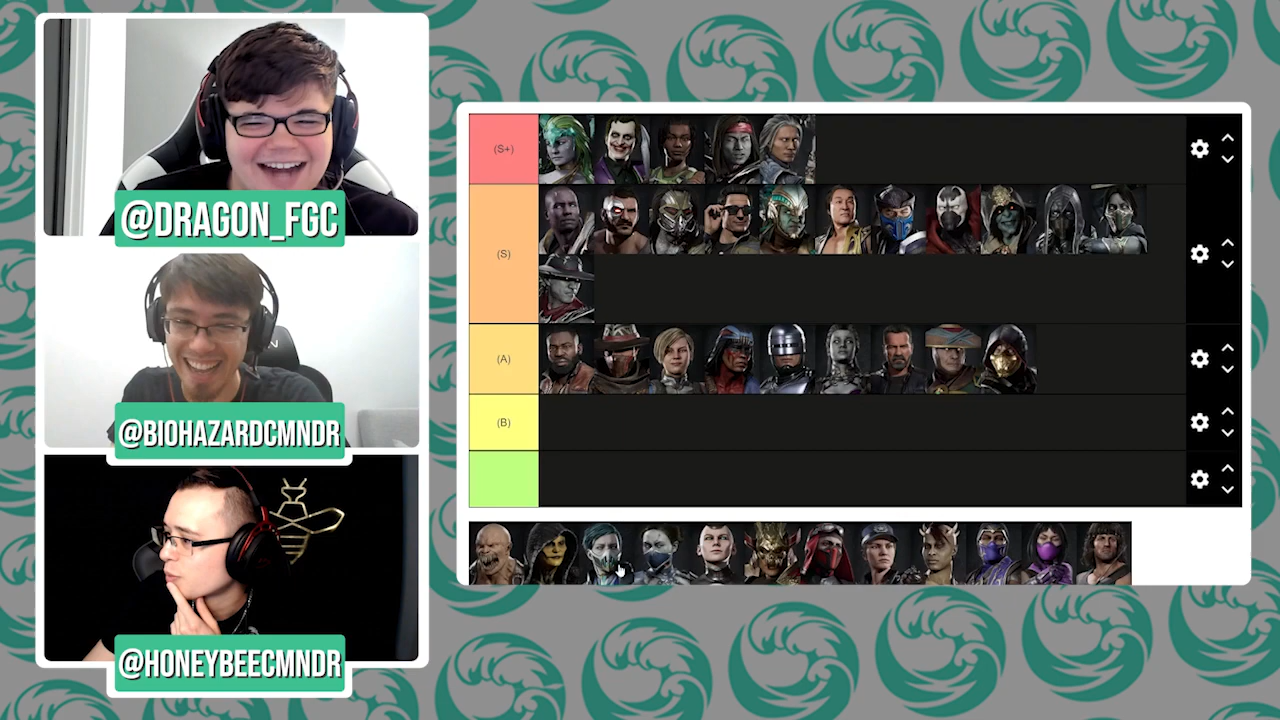 @DRAGON_FGC
@BIOHAZARDCMNDR
@HONEYBEECMNDR
(S+)
(S)
(A)
(B)